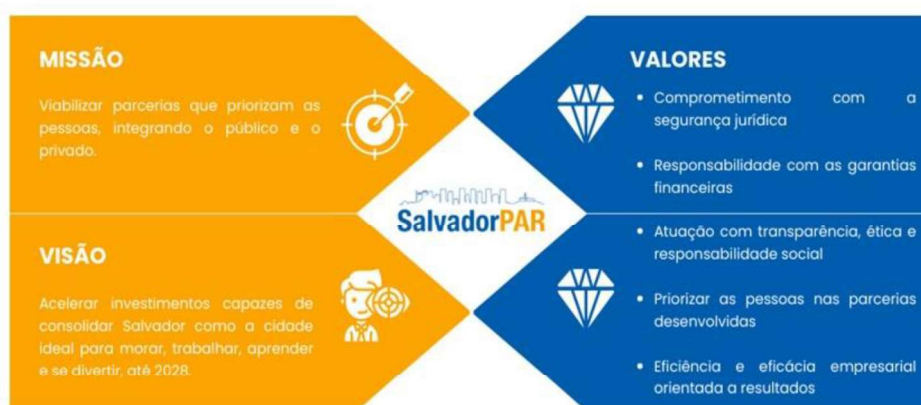 MISSÃO
Viabilizar parcerias que priorizam as
pessoas, integrando o público e o
privado.
VISÃO
Acelerar investimentos capazes de
consolidar Salvador como a cidade
ideal para morar, trabalhar, aprender
e se divertir, até 2028.
SalvadorPAR
VALORES
• Comprometimento com a
segurança jurídica
• Responsabilidade com as garantias
financeiras
• Atuação com transparência, ética e
responsabilidade social
• Priorizar as pessoas nas parcerias
desenvolvidas
• Eficiência e eficácia empresarial
orientada a resultados